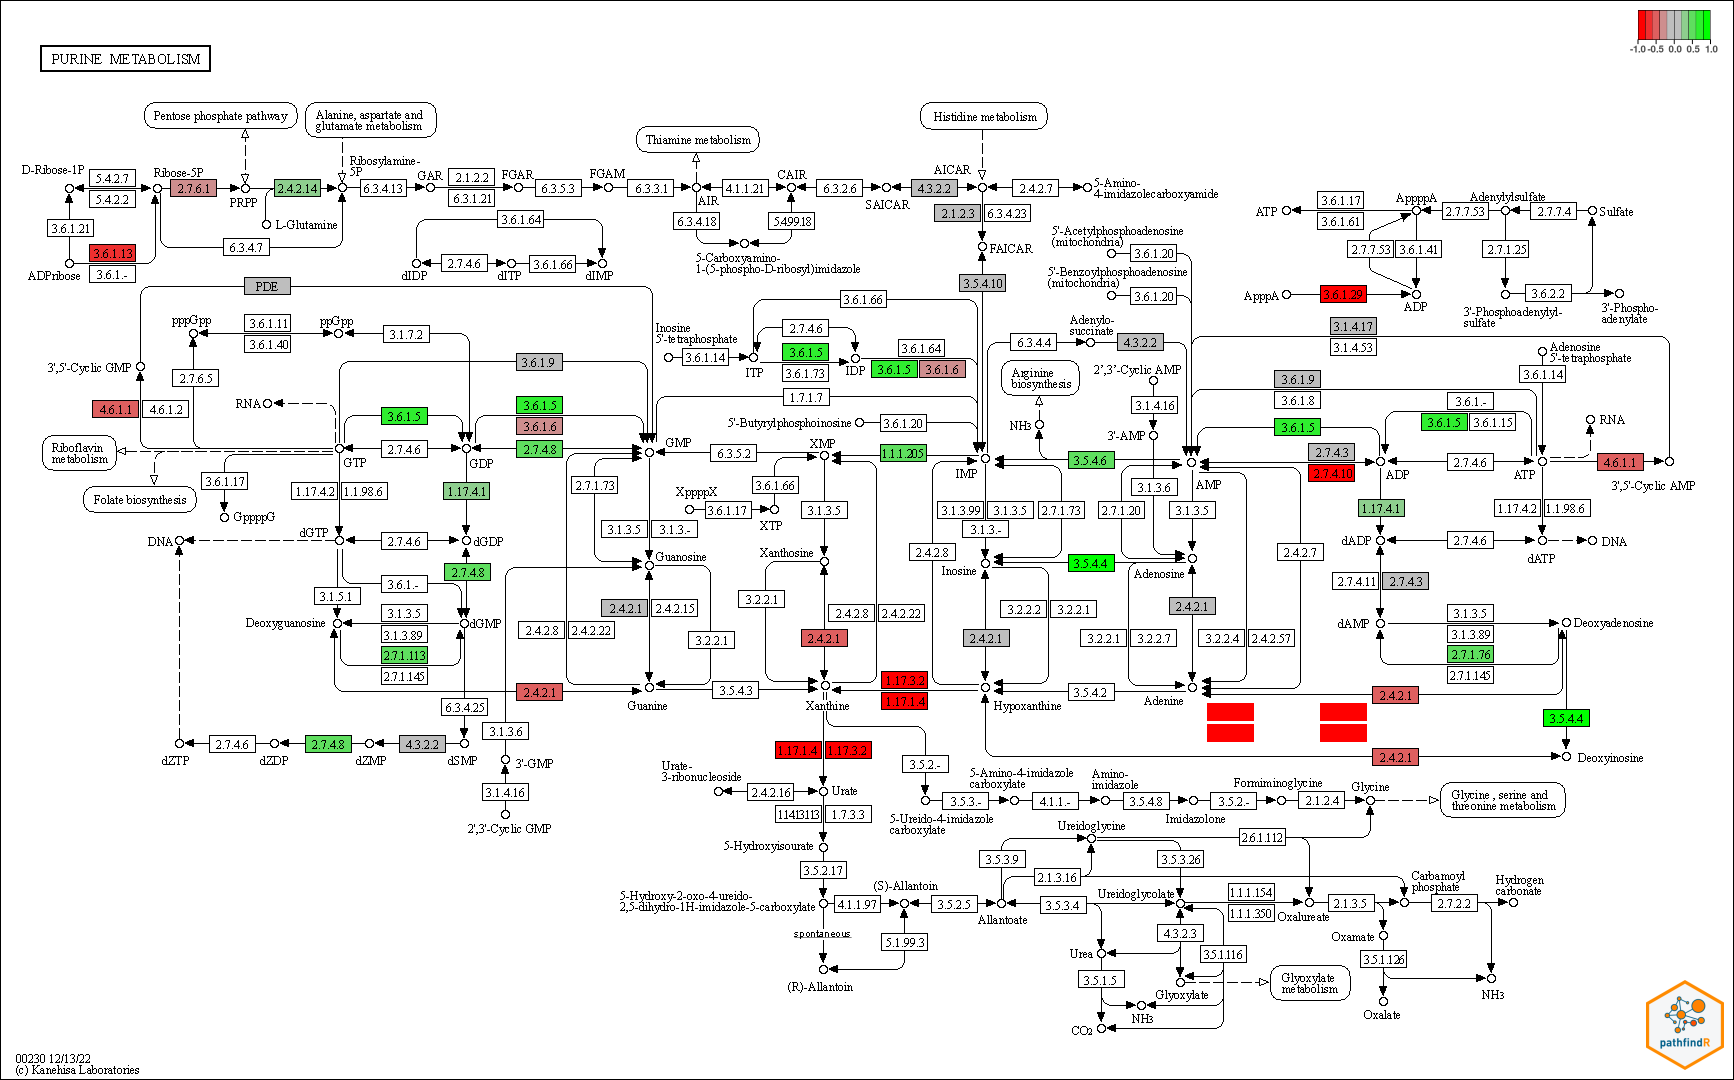 PURINE METABOLISM
-1.0 -0.5 0.0 0.5 1.0
Pentose phosphate pathway
Alanine, aspartate and
glutamate metabolism
Thiamine metabolism
Histidine metabolism
D-Ribose-1P
5.4.2.7
5.4.2.2
Ribose-5P
2.7.6.1
PRPP
2.4.2.14
Ribosylamine-
5P
6.3.4.13
GAR
2.1.2.2
6.3.1.21
FGAR
6.3.5.3
FGAM
6.3.3.1
AIR
4.1.1.21
CAIR
6.3.2.6
SAICAR
4.3.2.2
AICAR
2.4.2.7
5-Amino-
4-imidazolecarboxyamide
3.6.1.21
3.6.1.13
3.6.1.-
ADPribose
L-Glutamine
6.3.4.7
3.6.1.64
dIDP
2.7.4.6
dITP
3.6.1.66
dIMP
6.3.4.18
5.4.99.18
5-Carboxyamino-
1-(5-phospho-D-ribosyl)imidazole
2.1.2.3
6.3.4.23
FAICAR
3.5.4.10
5'-Acetylphosphoadenosine
(mitochondria)
3.6.1.20
5'-Benzoylphosphoadenosine
(mitochondria)
3.6.1.20
ATP
3.6.1.17
3.6.1.61
AppppA
2.7.7.53
Adenylylsulfate
2.7.7.4
Sulfate
2.7.7.53
3.6.1.41
2.7.1.25
ApppA
3.6.1.29
ADP
3.6.2.2
3'-Phosphoadenylyl-
sulfate
3'-Phospho-
adenylate
PDE
pppGpp
3.6.1.11
3.6.1.40
ppGpp
3.1.7.2
3.6.1.66
Inosine
5'-tetraphosphate
3.6.1.14
ITP
2.7.4.6
3.6.1.5
3.6.1.73
IDP
3.6.1.64
3.6.1.5
3.6.1.6
6.3.4.4
Adenylo-
succinate
4.3.2.2
3.1.4.17
3.1.4.53
Adenosine
5'-tetraphosphate
3.6.1.14
3',5'-Cyclic GMP
2.7.6.5
3.6.1.9
Arginine
biosynthesis
2',3'-Cyclic AMP
3.6.1.9
3.6.1.8
4.6.1.1
4.6.1.2
RNA
3.6.1.5
3.6.1.5
3.6.1.6
1.7.1.7
5'-Butyrylphosphoinosine
3.6.1.20
NH3
3.1.4.16
3'-AMP
3.6.1.5
3.6.1.-
3.6.1.5
3.6.1.15
RNA
Riboflavin
metabolism
GTP
2.7.4.6
GDP
2.7.4.8
GMP
6.3.5.2
XMP
1.1.1.205
IMP
3.5.4.6
AMP
2.7.4.3
2.7.4.10
ADP
2.7.4.6
ATP
4.6.1.1
3',5'-Cyclic AMP
Folate biosynthesis
3.6.1.17
GppppG
1.17.4.2
1.1.98.6
1.17.4.1
2.7.1.73
XppppX
3.6.1.66
3.6.1.17
XTP
3.1.3.5
3.1.3.5
3.1.3.-
3.1.3.99
3.1.3.5
3.1.3.-
2.7.1.73
3.1.3.6
2.7.1.20
3.1.3.5
1.17.4.1
1.17.4.2
1.1.98.6
DNA
dGTP
2.7.4.6
dGDP
Guanosine
Xanthosine
2.4.2.8
Inosine
3.5.4.4
Adenosine
2.4.2.7
dADP
2.7.4.6
dATP
DNA
2.7.4.8
3.6.1.-
3.1.5.1
2.7.4.11
2.7.4.3
Deoxyguanosine
3.1.3.5
3.1.3.89
2.7.1.113
2.7.1.145
dGMP
2.4.2.8
2.4.2.22
2.4.2.1
2.4.2.15
3.2.2.1
3.2.2.1
2.4.2.1
2.4.2.8
2.4.2.22
2.4.2.1
3.2.2.2
3.2.2.1
2.4.2.1
3.2.2.1
3.2.2.7
3.2.2.4
2.4.2.57
dAMP
3.1.3.5
3.1.3.89
2.7.1.76
2.7.1.145
Deoxyadenosine
2.4.2.1
Guanine
3.5.4.3
Xanthine
1.17.3.2
1.17.1.4
Hypoxanthine
3.5.4.2
Adenine
2.4.2.1
6.3.4.25
3.5.4.4
dZTP
2.7.4.6
dZDP
2.7.4.8
dZMP
4.3.2.2
dSMP
3.1.3.6
3'-GMP
3.1.4.16
2',3'-Cyclic GMP
1.17.1.4
1.17.3.2
3.5.2.-
2.4.2.1
Deoxyinosine
Urate-
3-ribonucleoside
2.4.2.16
Urate
1.14.13.113
1.7.3.3
5-Amino-4-imidazole
carboxylate
Amino-
imidazole
Formiminoglycine
Glycine
3.5.3.-
4.1.1.-
3.5.4.8
3.5.2.-
2.1.2.4
5-Ureido-4-imidazole
carboxylate
Imidazolone
Glycine, serine and
threonine metabolism
5-Hydroxyisourate
3.5.2.17
Ureidoglycine
2.6.1.112
3.5.3.9
3.5.3.26
2.1.3.16
5-Hydroxy-2-oxo-4-ureido-
2,5-dihydro-1H-imidazole-5-carboxylate
4.1.1.97
(S)-Allantoin
3.5.2.5
Allantoate
3.5.3.4
Ureidoglycolate
1.1.1.154
1.1.1.350
Oxalureate
2.1.3.5
Carbamoyl
phosphate
2.7.2.2
Hydrogen
carbonate
spontaneous
5.1.99.3
(R)-Allantoin
Urea
3.5.1.5
4.3.2.3
3.5.1.116
Oxamate
3.5.1.126
NH3
Glyoxylate
Glyoxylate
metabolism
NH3
CO2
Oxalate
pathfindR
00230 12/13/22
(c) Kanehisa Laboratories